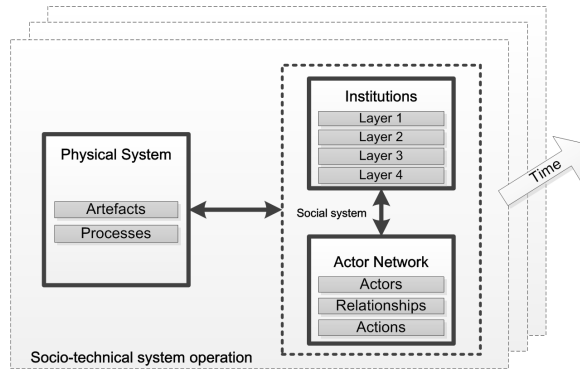 Physical System
Artefacts
Processes
Institutions
Layer 1
Layer 2
Layer 3
Layer 4
Social system
Actor Network
Actors
Relationships
Actions
Time
Socio-technical system operation